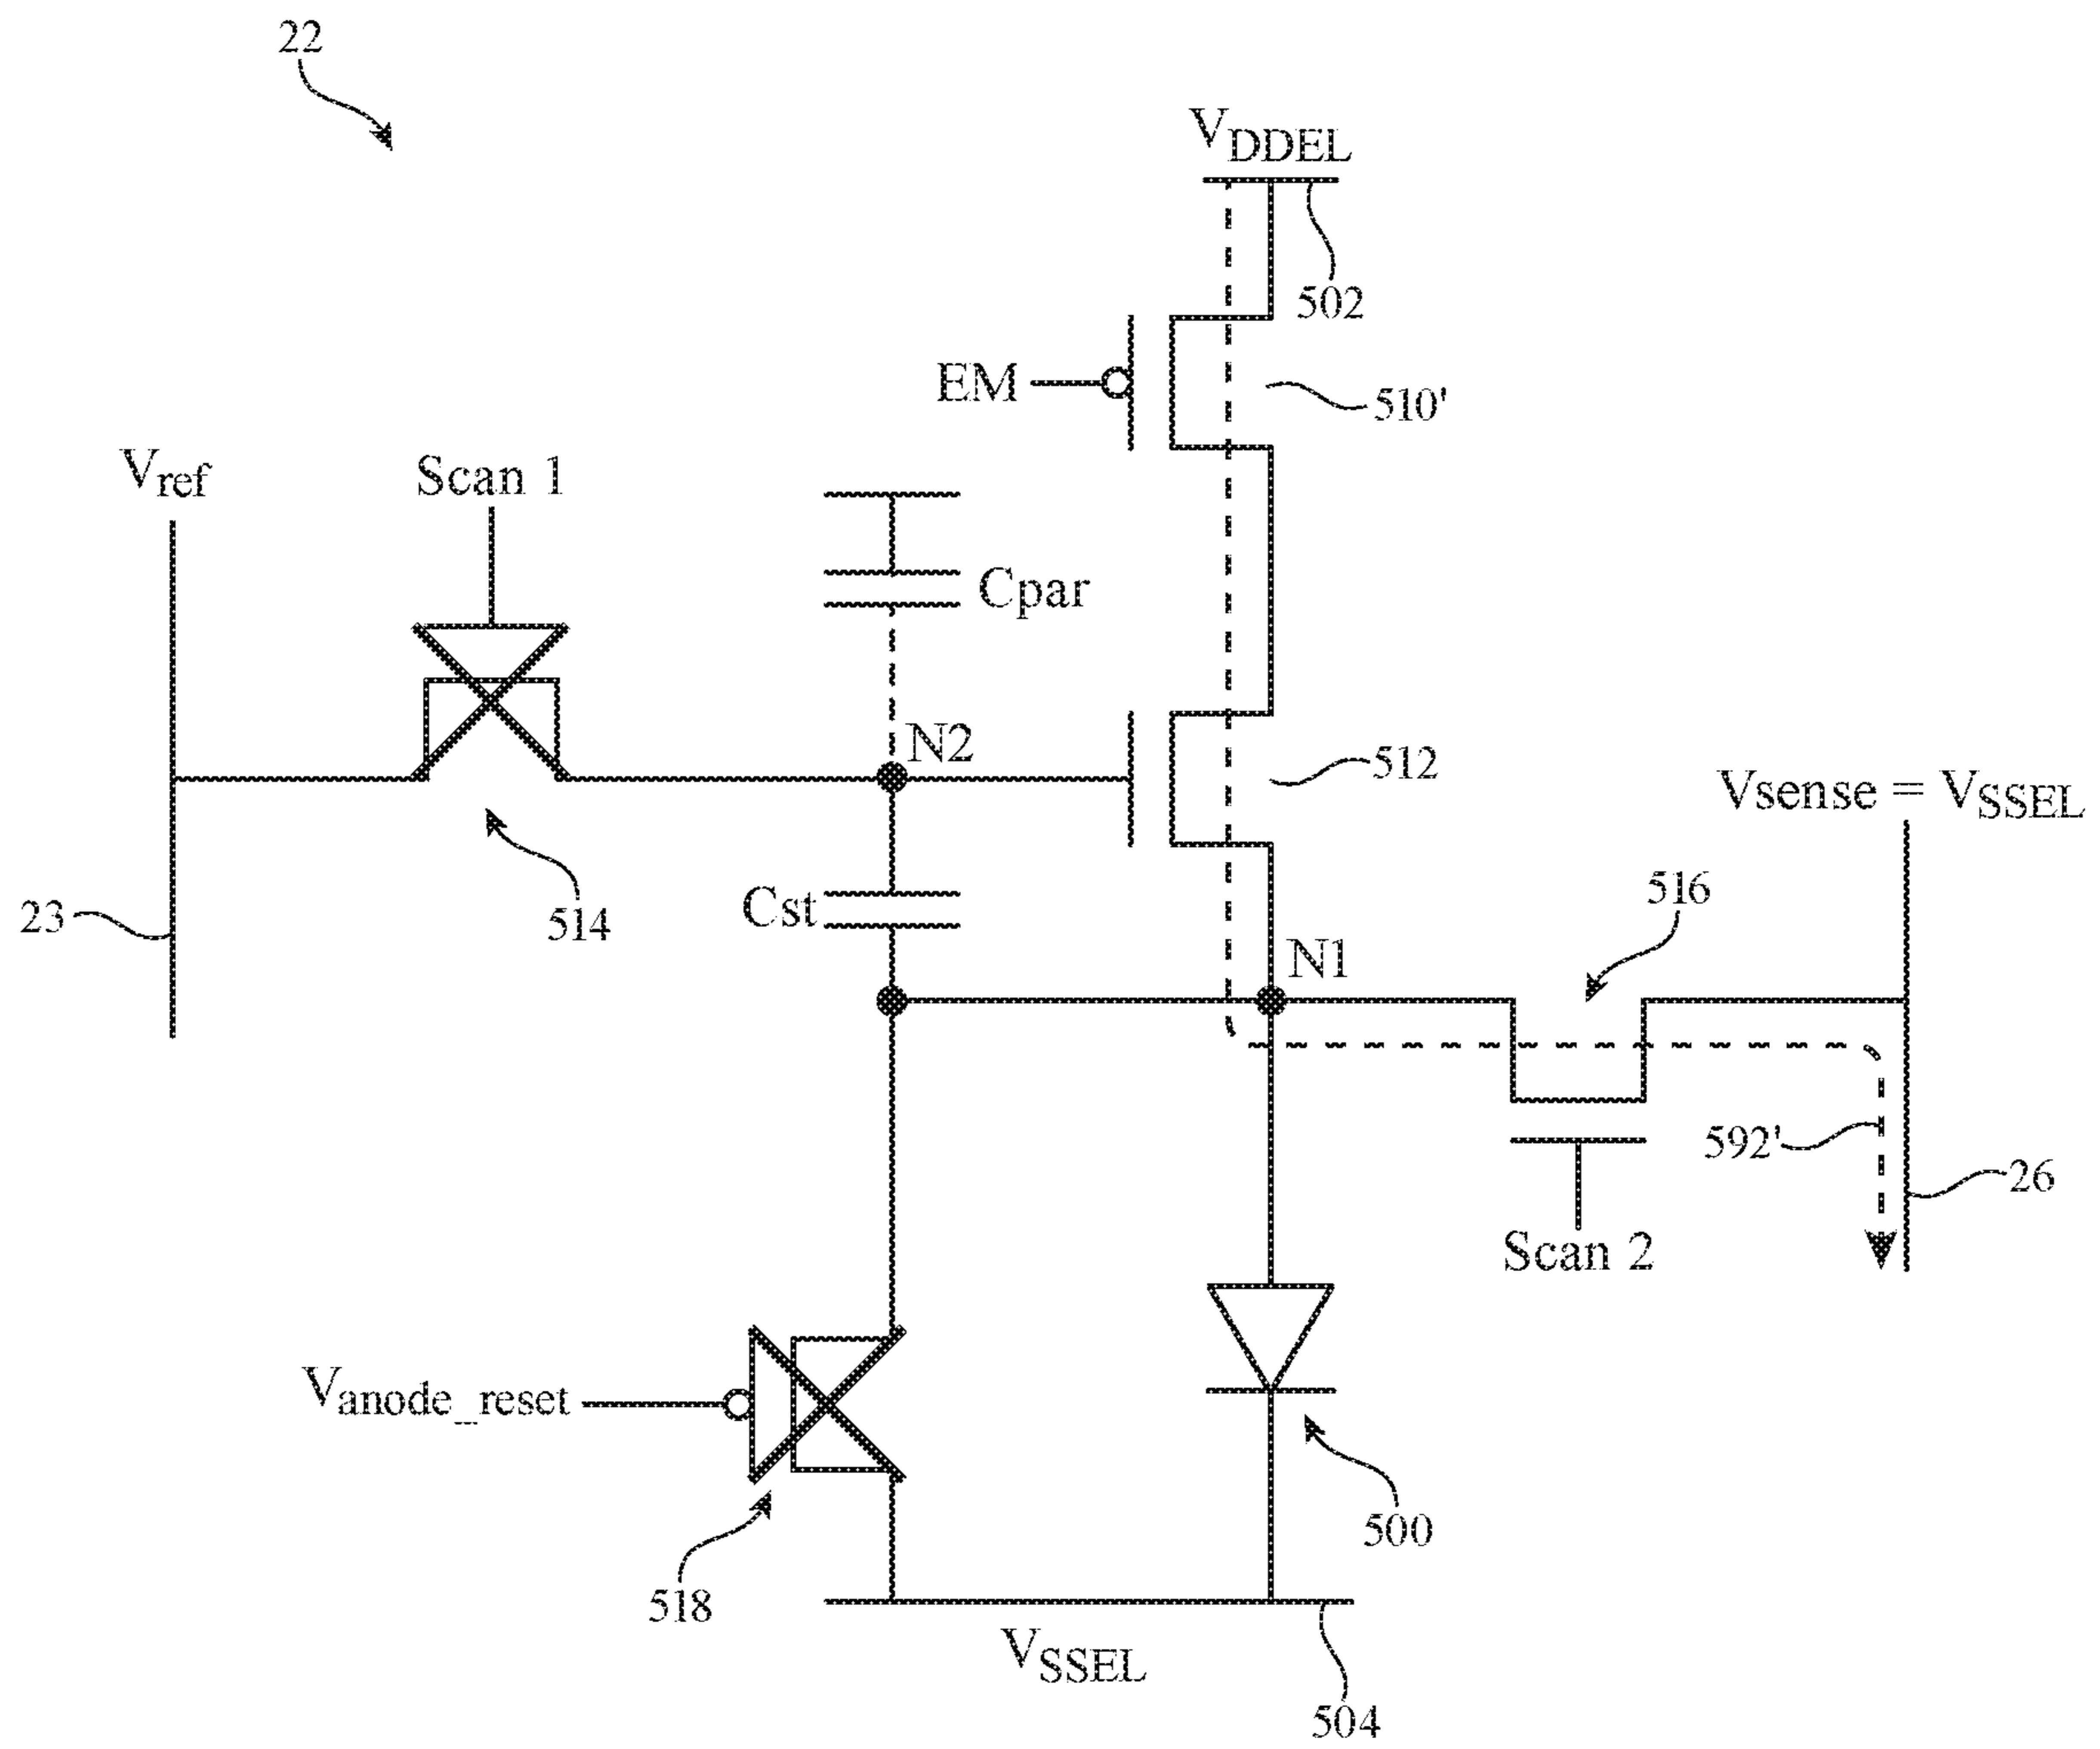 22
VDDEL
502
EM
510'
Vref
Scan 1
Cpar
N2
512
Vsense = VSSEL
516
23
514
Cst
N1
592'
26
Scan 2
Vanode_reset
518
500
VSSEL
504